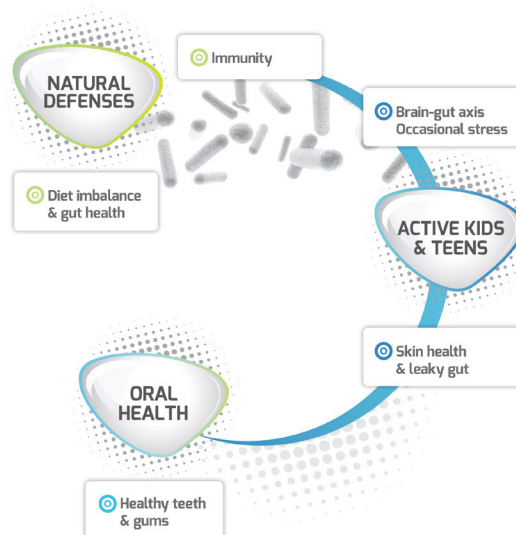 Immunity
NATURAL
DEFENSES
Brain-gut axis
Occasional stress
Diet imbalance
& gut health
ACTIVE KIDS
& TEENS
Skin health
& leaky gut
ORAL
HEALTH
Healthy teeth
& gums